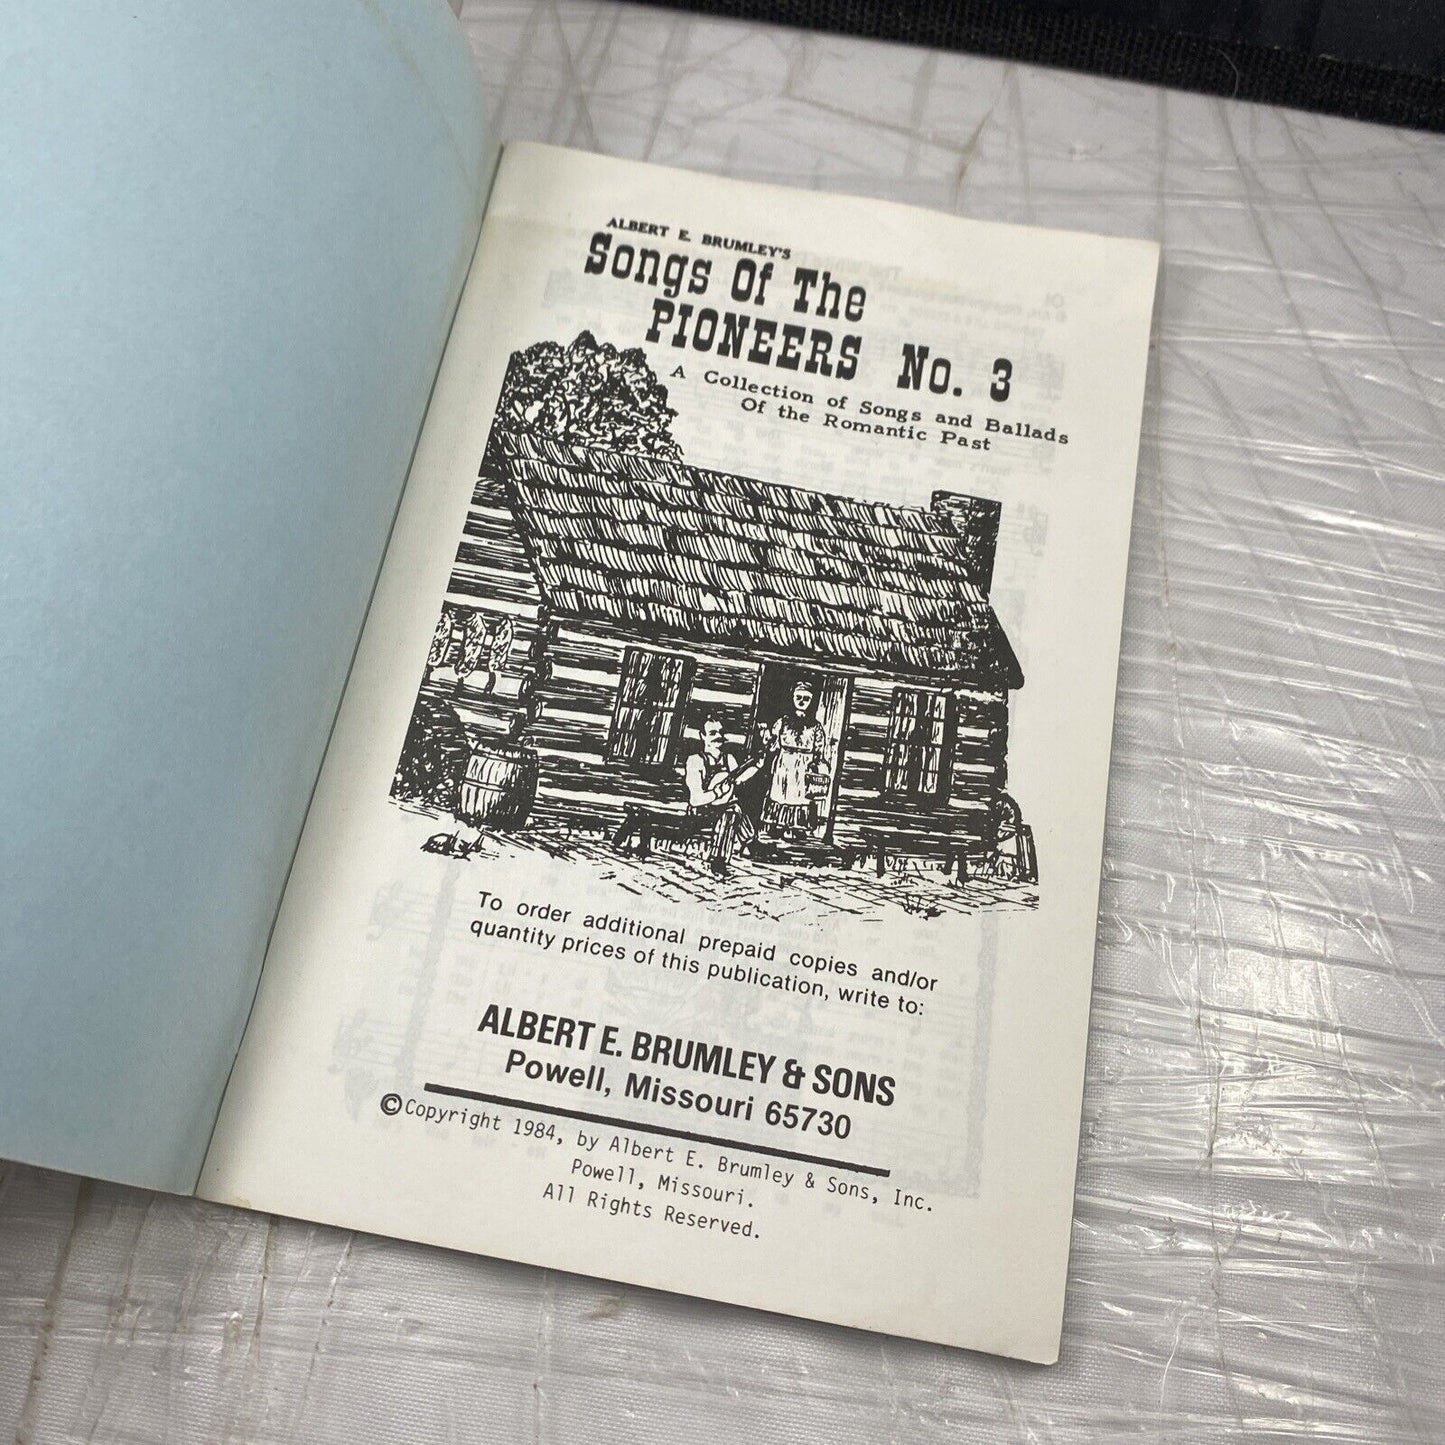 ALBERT E. BRUMLEY'S
Songs Of The
PIONEERS No. 3
A Collection of Songs and Ballads
Of the Romantic Past
To order additional prepaid copies and/or
quantity prices of this publication, write to:
ALBERT E. BRUMLEY & SONS
Powell, Missouri 65730
©Copyright 1984, by Albert E. Brumley & Sons, Inc.
Powell, Missouri.
All Rights Reserved.